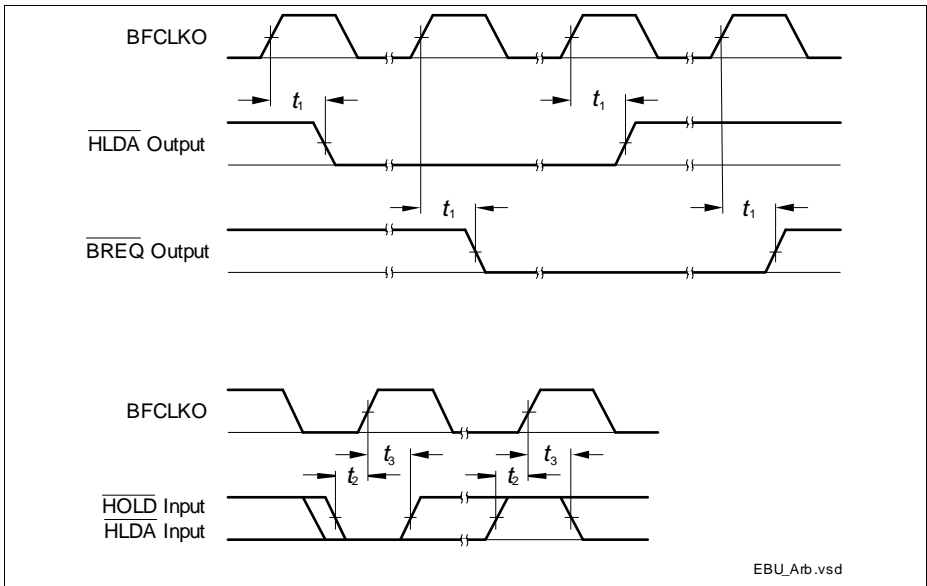 BFCLKO
t1 t1
HLDA Output
t1 t1
BREQ Output
BFCLKO
t2 t3 t2 t3
HOLD Input
HLDA Input
EBU_Arb.vsd